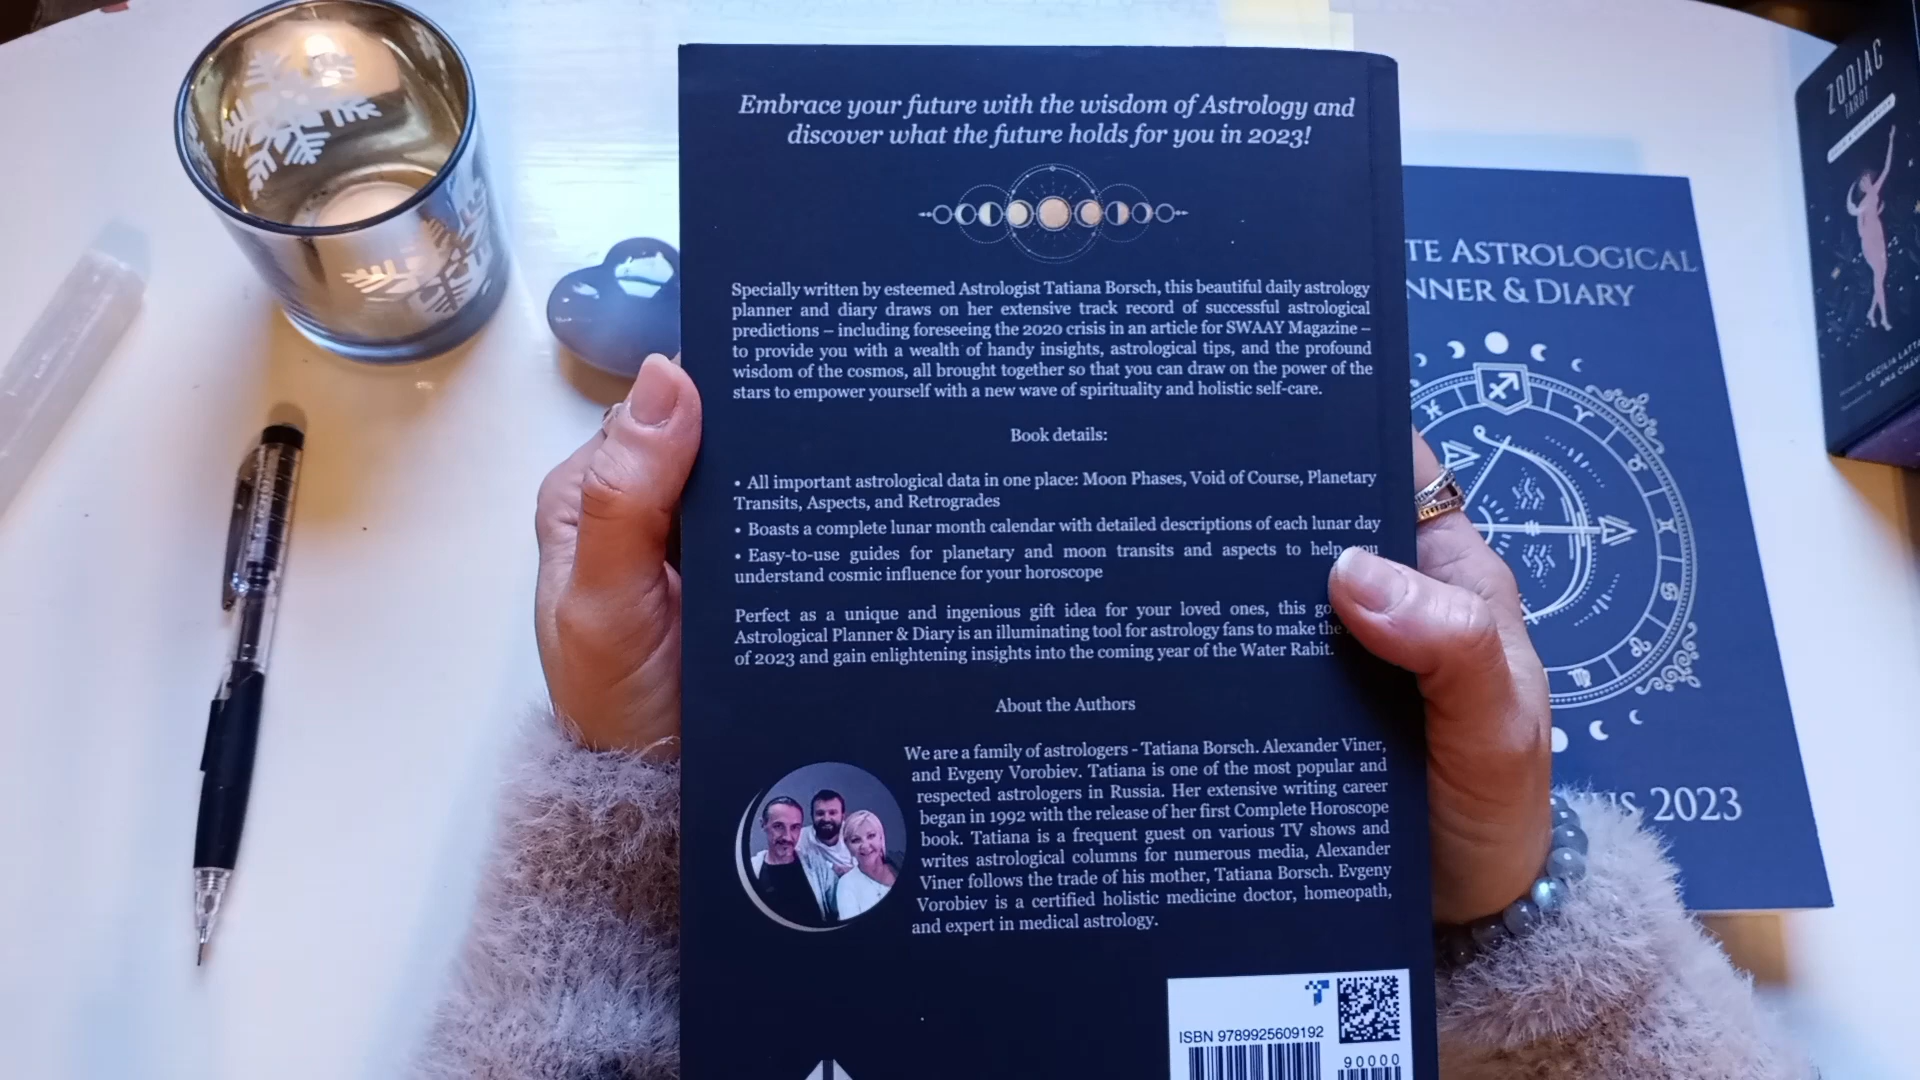 Embrace your future with the wisdom of Astrology and
discover what the future holds for you in 2023!
Specially written by esteemed Astrologist Tatiana Borsch, this beautiful daily astrology
planner and diary draws on her extensive track record of successful astrological
predictions – including foreseeing the 2020 crisis in an article for SWAAY Magazine –
to provide you with a wealth of handy insights, astrological tips, and the profound
wisdom of the cosmos, all brought together so that you can draw on the power of the
stars to empower yourself with a new wave of spirituality and holistic self-care.
Book details:
• All important astrological data in one place: Moon Phases, Void of Course, Planetary
Transits, Aspects, and Retrogrades
• Boasts a complete lunar month calendar with detailed descriptions of each lunar day
• Easy-to-use guides for planetary and moon transits and aspects to help you
understand cosmic influence for your horoscope
Perfect as a unique and ingenious gift idea for your loved ones, this
Astrological Planner & Diary is an illuminating tool for astrology fans to make the
of 2023 and gain enlightening insights into the coming year of the Water Rabit.
About the Authors
We are a family of astrologers - Tatiana Borsch. Alexander Viner,
and Evgeny Vorobiev. Tatiana is one of the most popular and
respected astrologers in Russia. Her extensive writing career
began in 1992 with the release of her first Complete Horoscope
book. Tatiana is a frequent guest on various TV shows and
writes astrological columns for numerous media, Alexander
Viner follows the trade of his mother, Tatiana Borsch. Evgeny
Vorobiev is a certified holistic medicine doctor, homeopath,
and expert in medical astrology.
ISBN 9789925609192
90000
TE ASTROLOGICAL
NNER & DIARY
2023
ZODIAC
TAROT